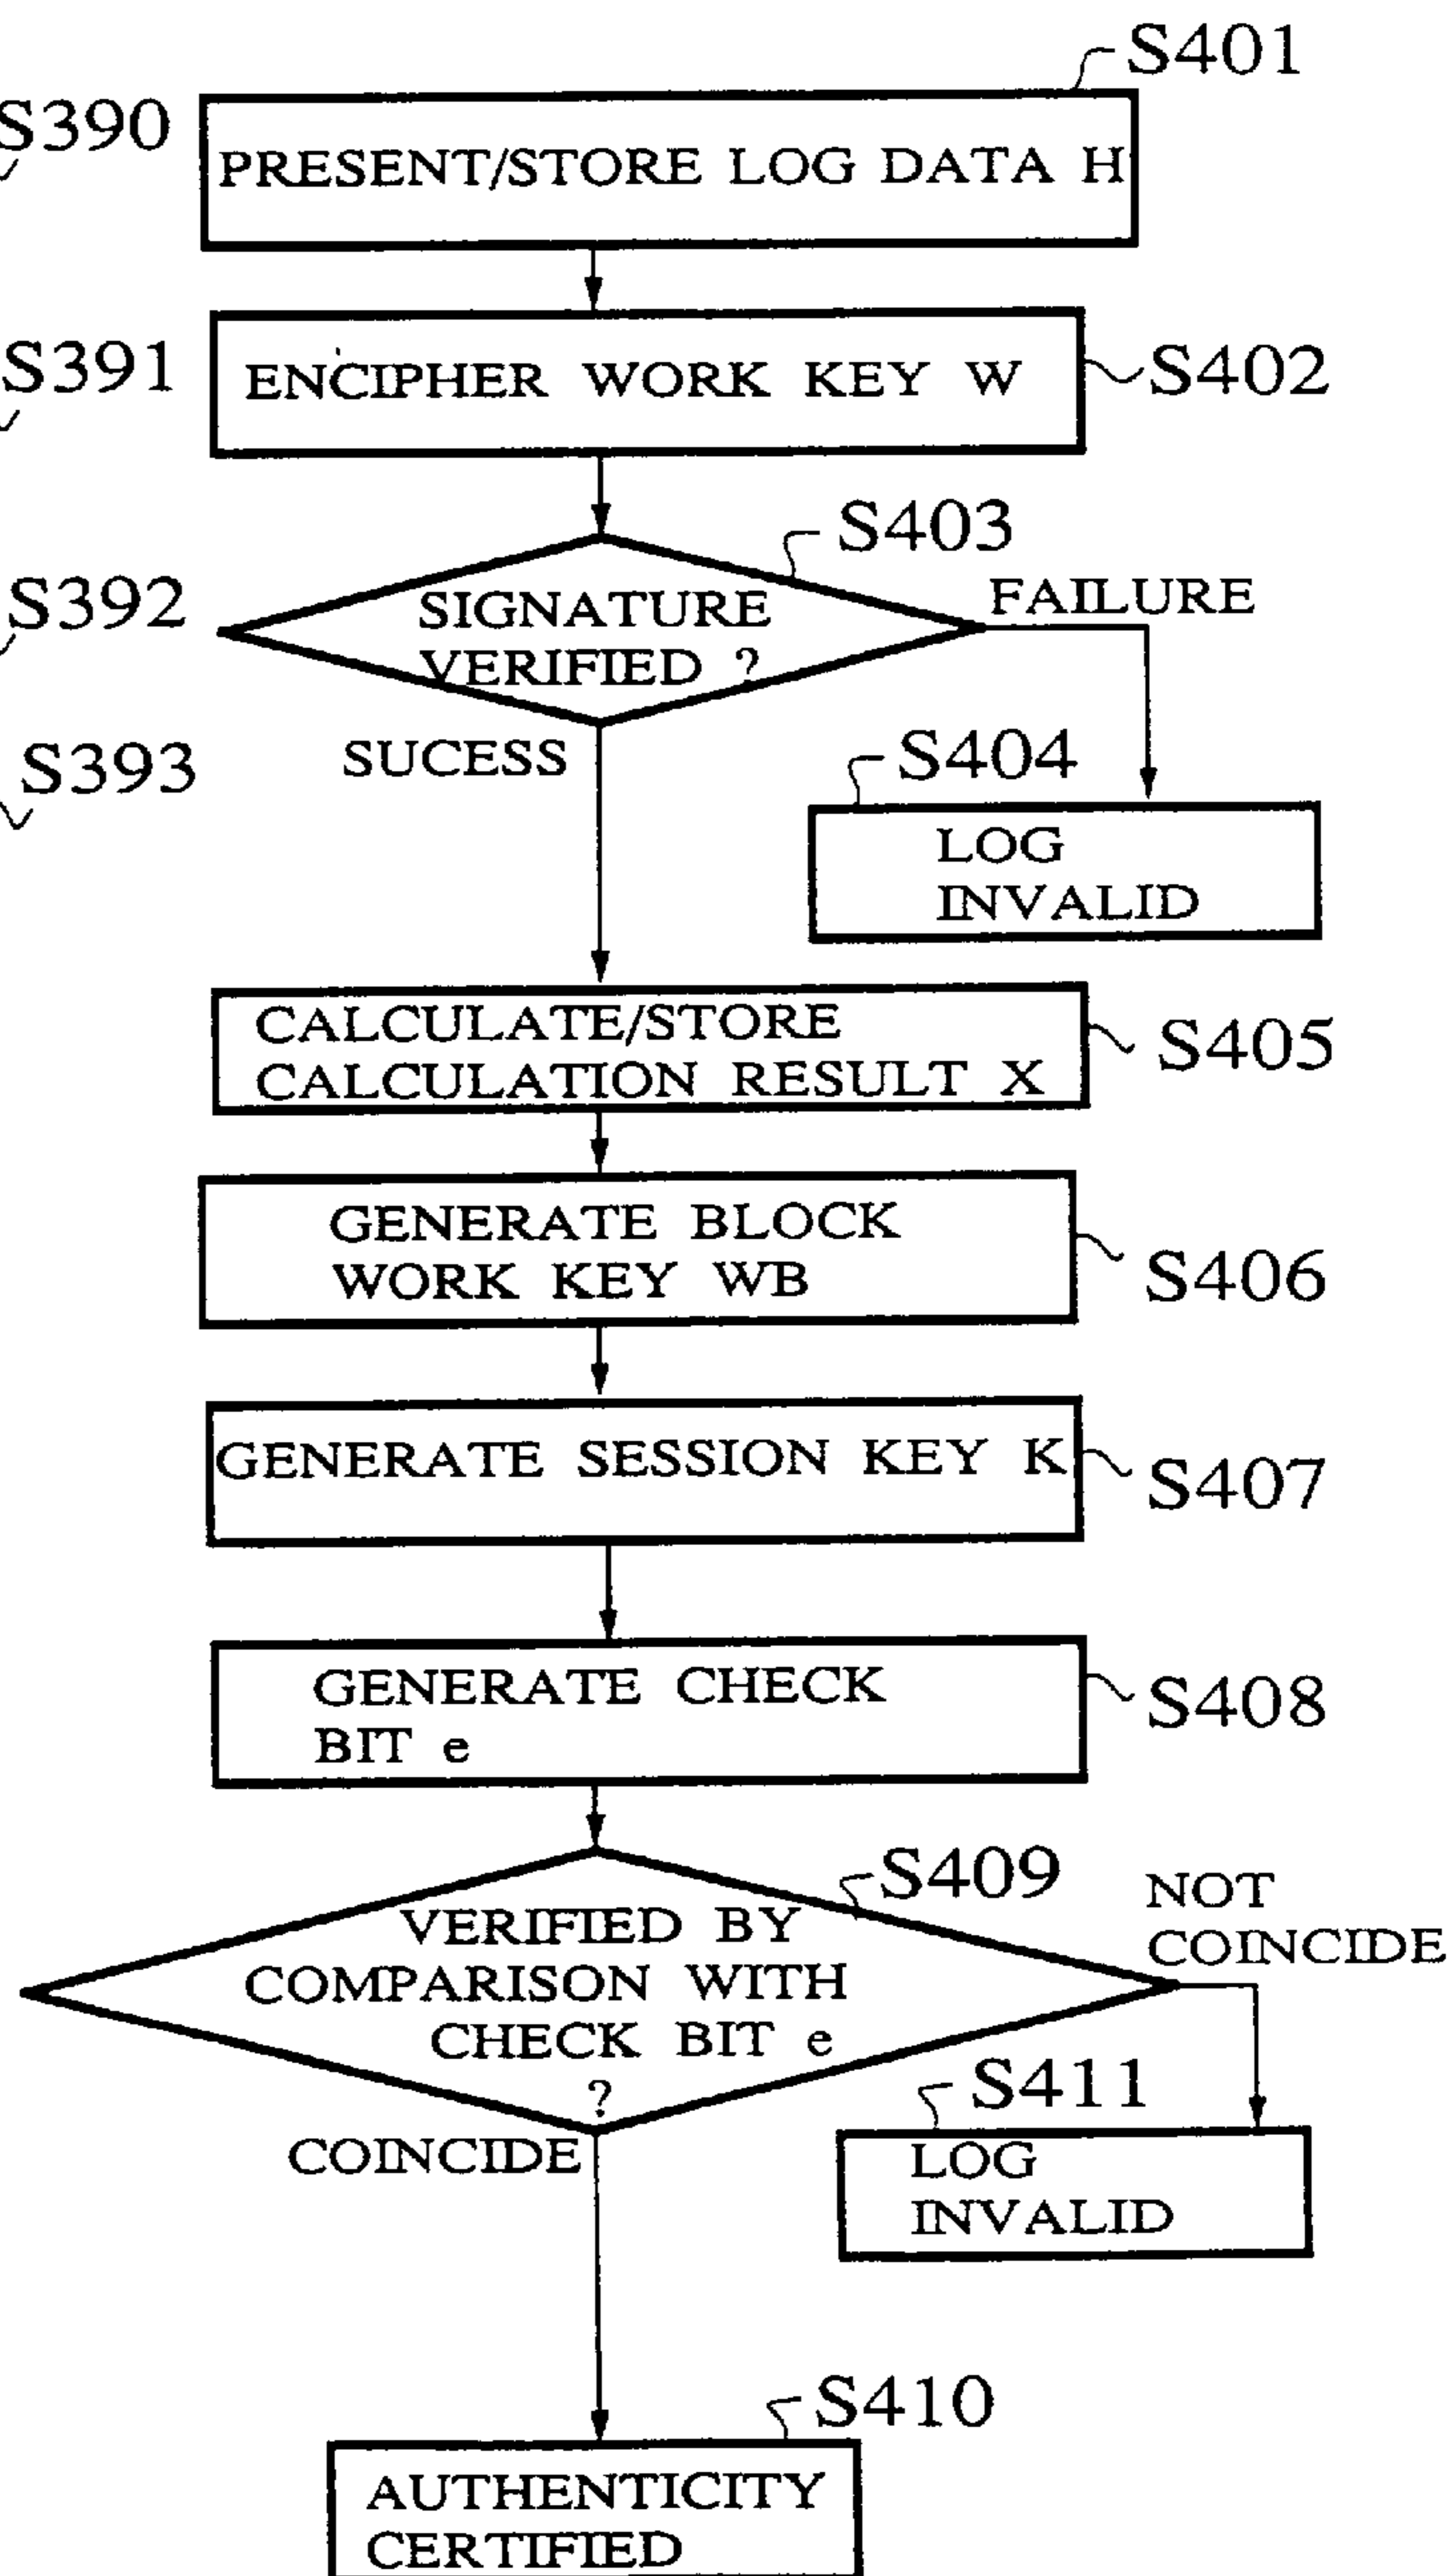 S401
S390
PRESENT/STORE LOG DATA H
S391
ENCIPHER WORK KEY W
S402
S403
S392
SIGNATURE
VERIFIED ?
FAILURE
SUCESS
S393
S404
LOG
INVALID
CALCULATE/STORE
CALCULATION RESULT X
S405
GENERATE BLOCK
WORK KEY WB
S406
GENERATE SESSION KEY K
S407
GENERATE CHECK
BIT e
S408
S409
NOT
COINCIDE
VERIFIED BY
COMPARISON WITH
CHECK BIT e
?
COINCIDE
S411
LOG
INVALID
S410
AUTHENTICITY
CERTIFIED